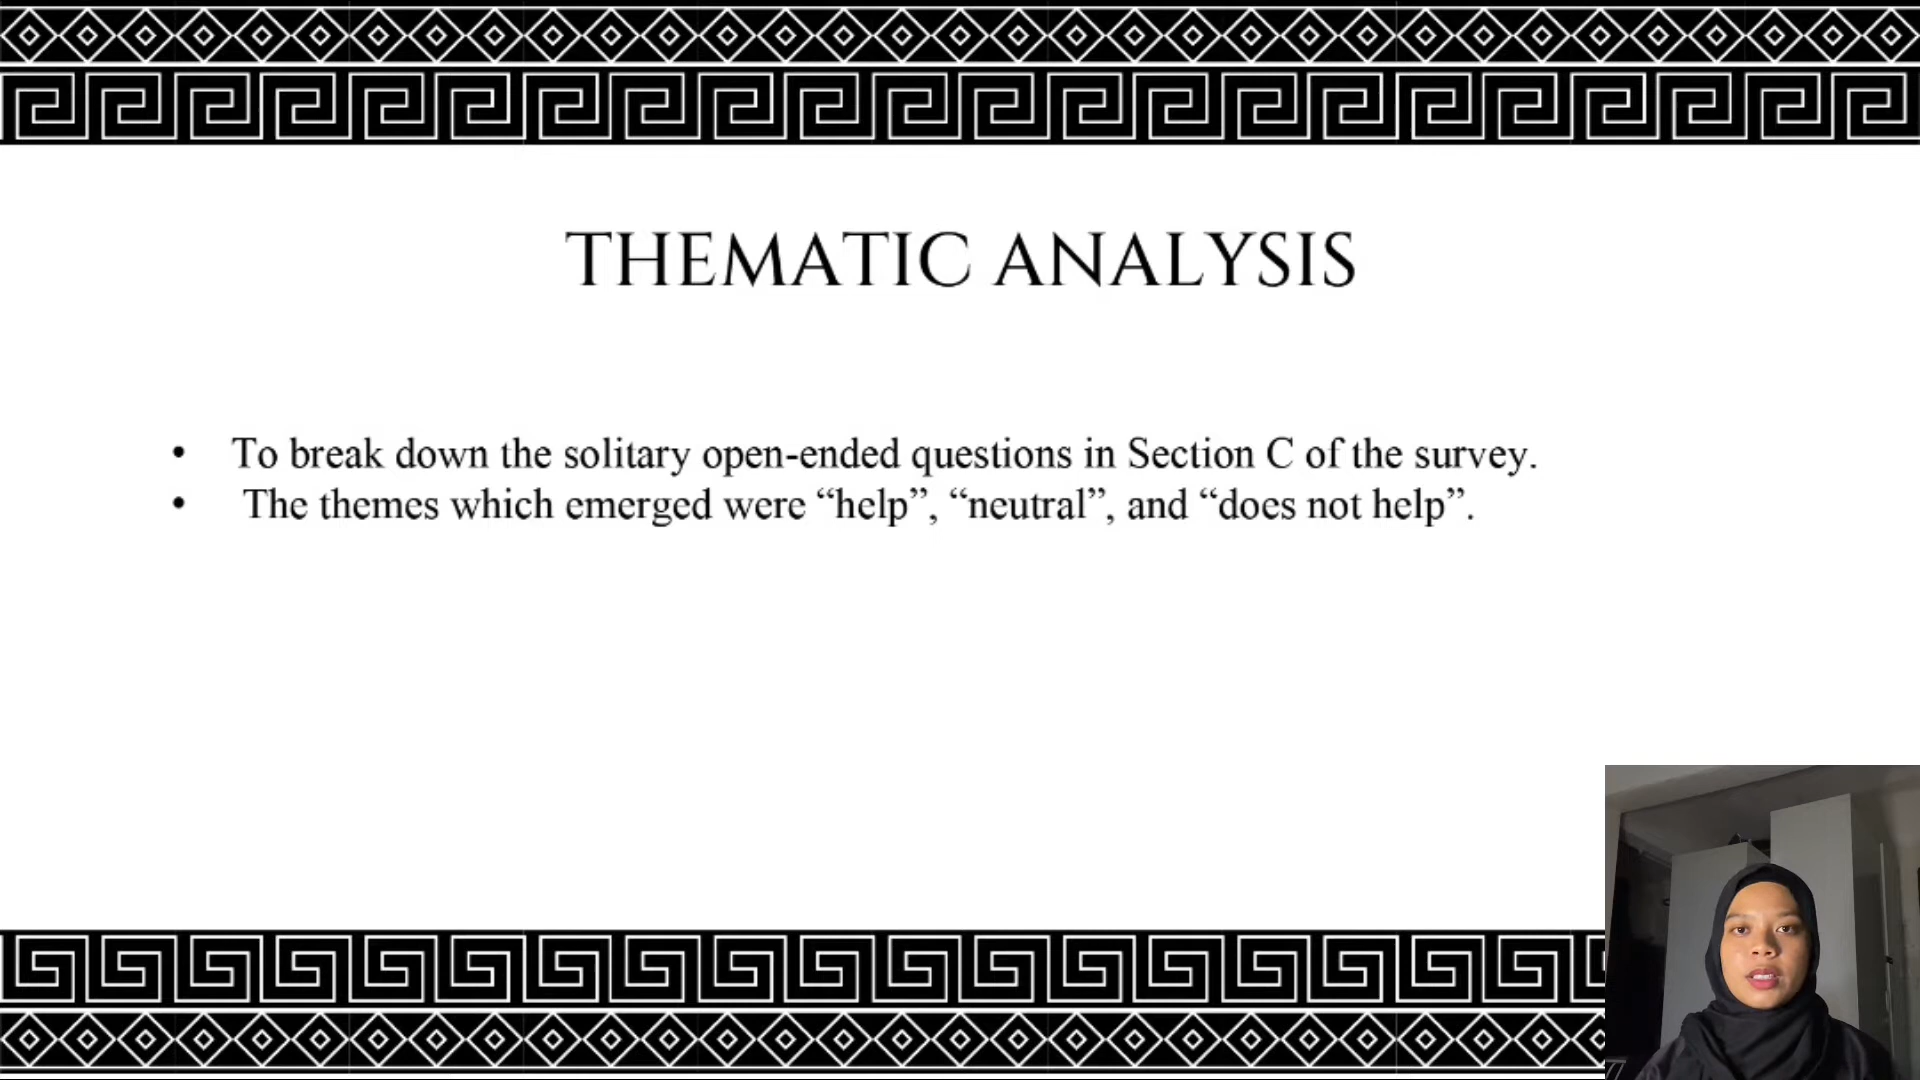 THEMATIC ANALYSIS
• To break down the solitary open-ended questions in Section C of the survey.
• The themes which emerged were “help”, “neutral”, and “does not help”.